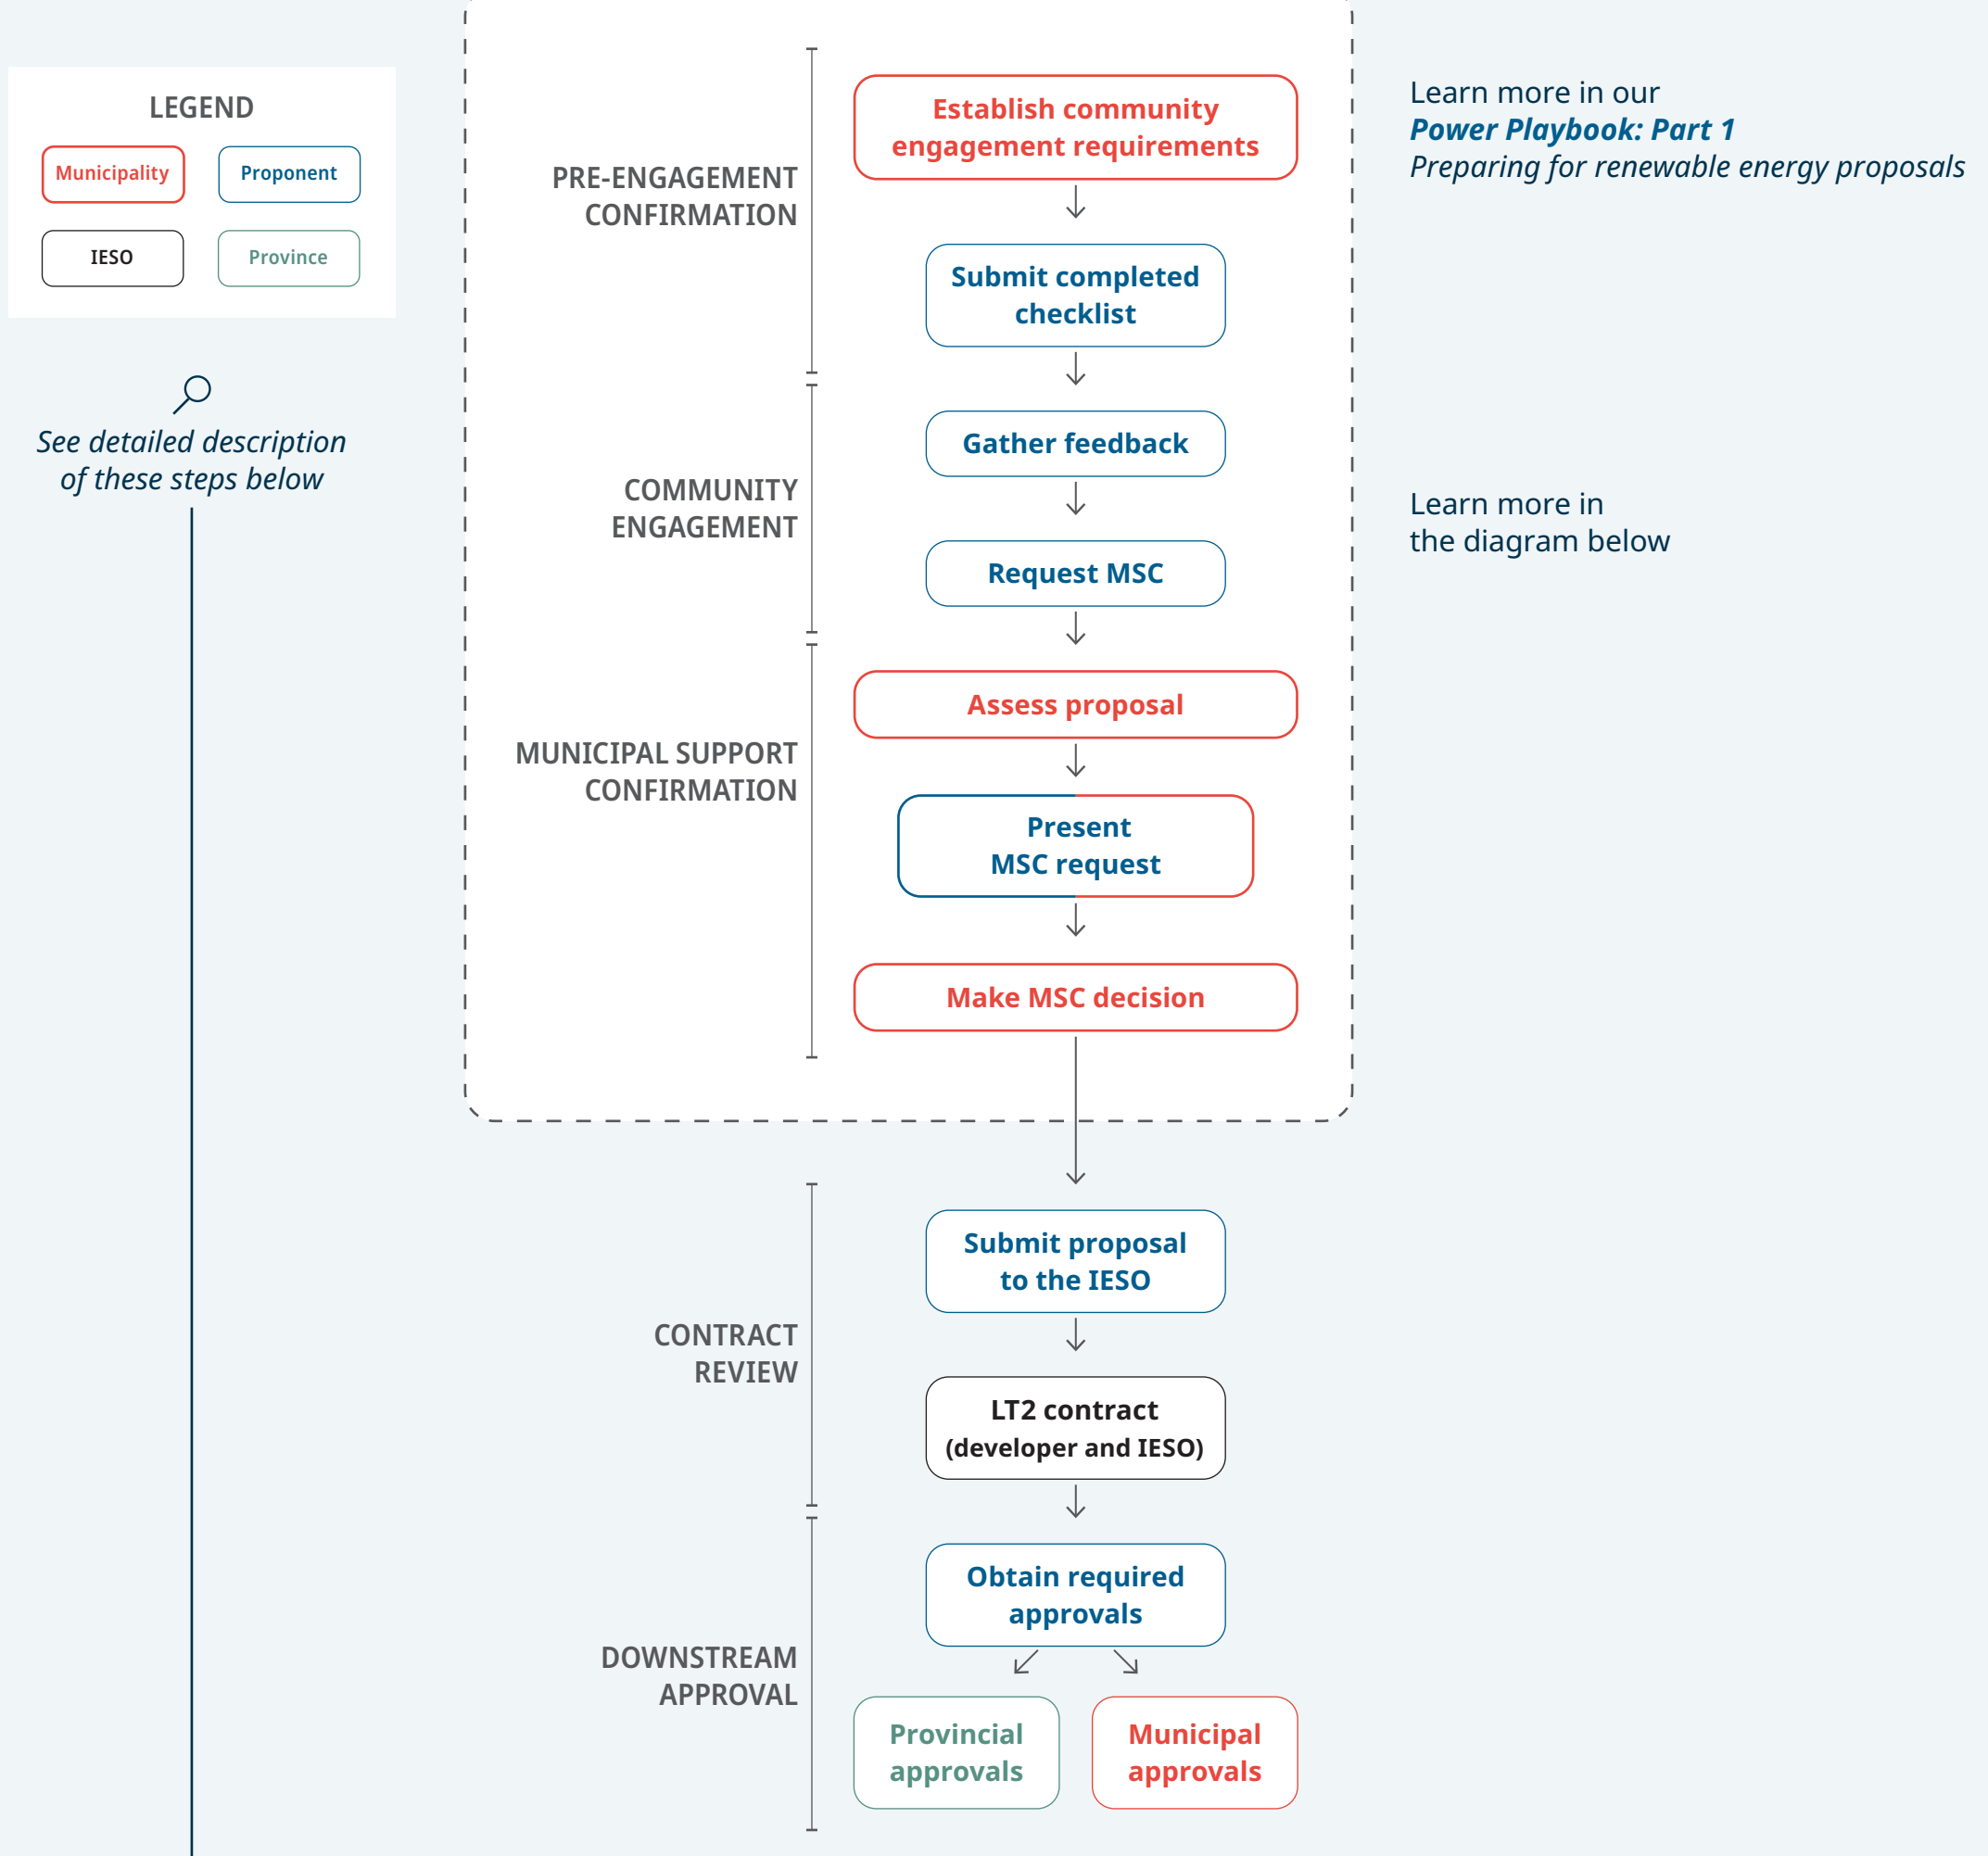 LEGEND
Municipality
Proponent
IESO
Province
See detailed description
of these steps below
PRE-ENGAGEMENT
CONFIRMATION
Establish community
engagement requirements
Submit completed
checklist
Learn more in our
Power Playbook: Part 1
Preparing for renewable energy proposals
COMMUNITY
ENGAGEMENT
Gather feedback
Request MSC
Learn more in
the diagram below
MUNICIPAL SUPPORT
CONFIRMATION
Assess proposal
Present
MSC request
Make MSC decision
CONTRACT
REVIEW
Submit proposal
to the IESO
LT2 contract
(developer and IESO)
DOWNSTREAM
APPROVAL
Obtain required
approvals
Provincial
approvals
Municipal
approvals